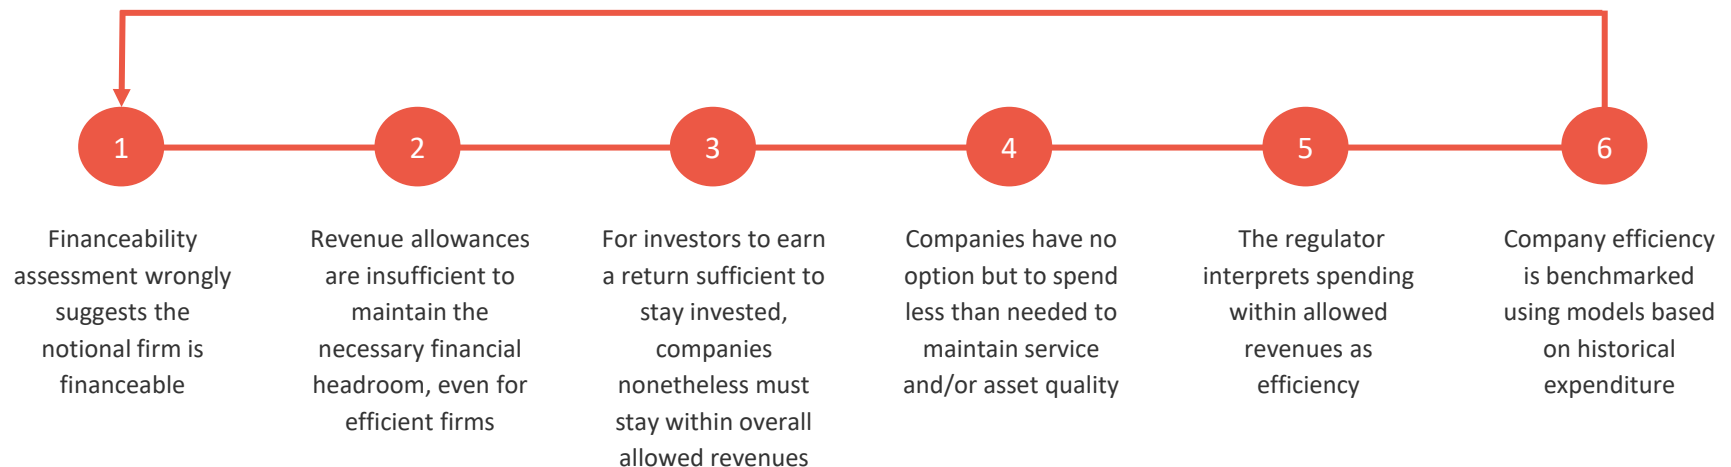 1
2
3
4
5
6
Financeability
assessment wrongly
suggests the
notional firm is
financeable
Revenue allowances
are insufficient to
maintain the
necessary financial
headroom, even for
efficient firms
For investors to earn
a return sufficient to
stay invested,
companies
nonetheless must
stay within overall
allowed revenues
Companies have no
option but to spend
less than needed to
maintain service
and/or asset quality
The regulator
interprets spending
within allowed
revenues as
efficiency
Company efficiency
is benchmarked
using models based
on historical
expenditure